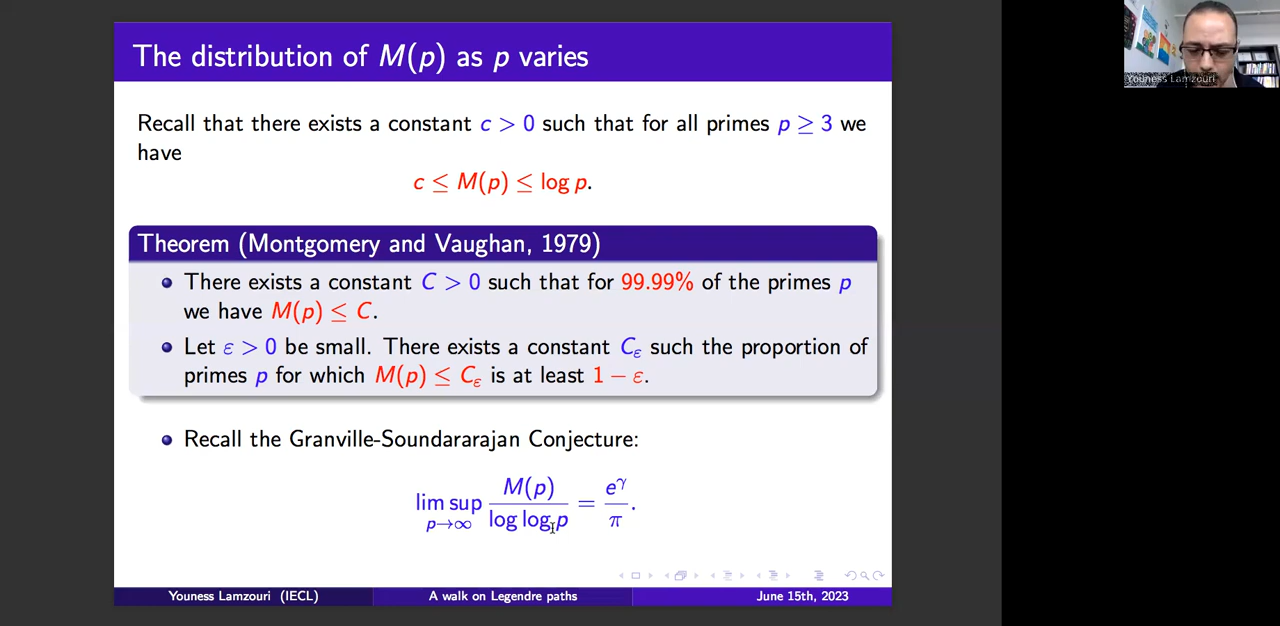 The distribution of M(p) as p varies
Youness Lamzouri
Recall that there exists a constant c > 0 such that for all primes p ≥ 3 we
have
c ≤ M(p) ≤ log p.
Theorem (Montgomery and Vaughan, 1979)
There exists a constant C > 0 such that for 99.99% of the primes p
we have M(p) ≤ C.
Let ε > 0 be small. There exists a constant C_ε such the proportion of
primes p for which M(p) ≤ C_ε is at least 1 − ε.
Recall the Granville-Soundararajan Conjecture:
lim sup_{p→∞} M(p) / log log p = e^γ / π.
Youness Lamzouri (IECL) A walk on Legendre paths June 15th, 2023